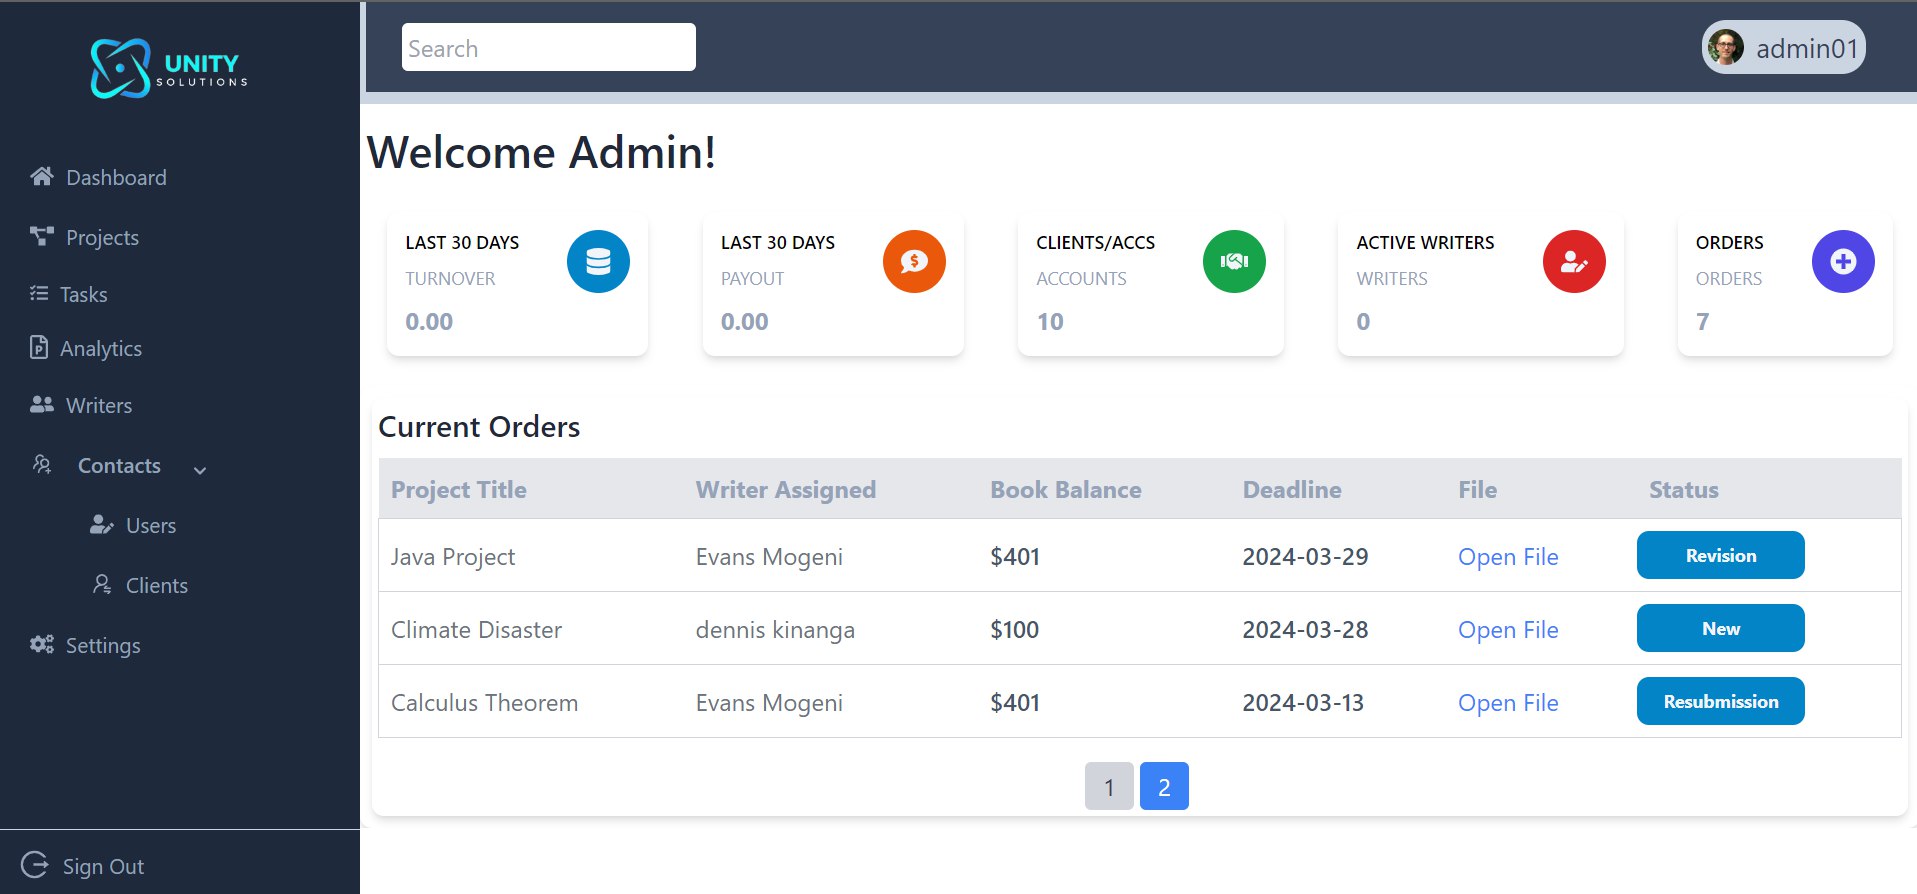 UNITY
SOLUTIONS
Search
admin01
Dashboard
Projects
Tasks
Analytics
Writers
Contacts
Users
Clients
Settings
Sign Out
Welcome Admin!
LAST 30 DAYS
TURNOVER
0.00
LAST 30 DAYS
$
PAYOUT
0.00
CLIENTS/ACCS
ACCOUNTS
10
ACTIVE WRITERS
WRITERS
0
ORDERS
ORDERS
7
Current Orders
Project Title Writer Assigned Book Balance Deadline File Status
Java Project Evans Mogeni $401 2024-03-29 Open File Revision
Climate Disaster dennis kinanga $100 2024-03-28 Open File New
Calculus Theorem Evans Mogeni $401 2024-03-13 Open File Resubmission
1 2